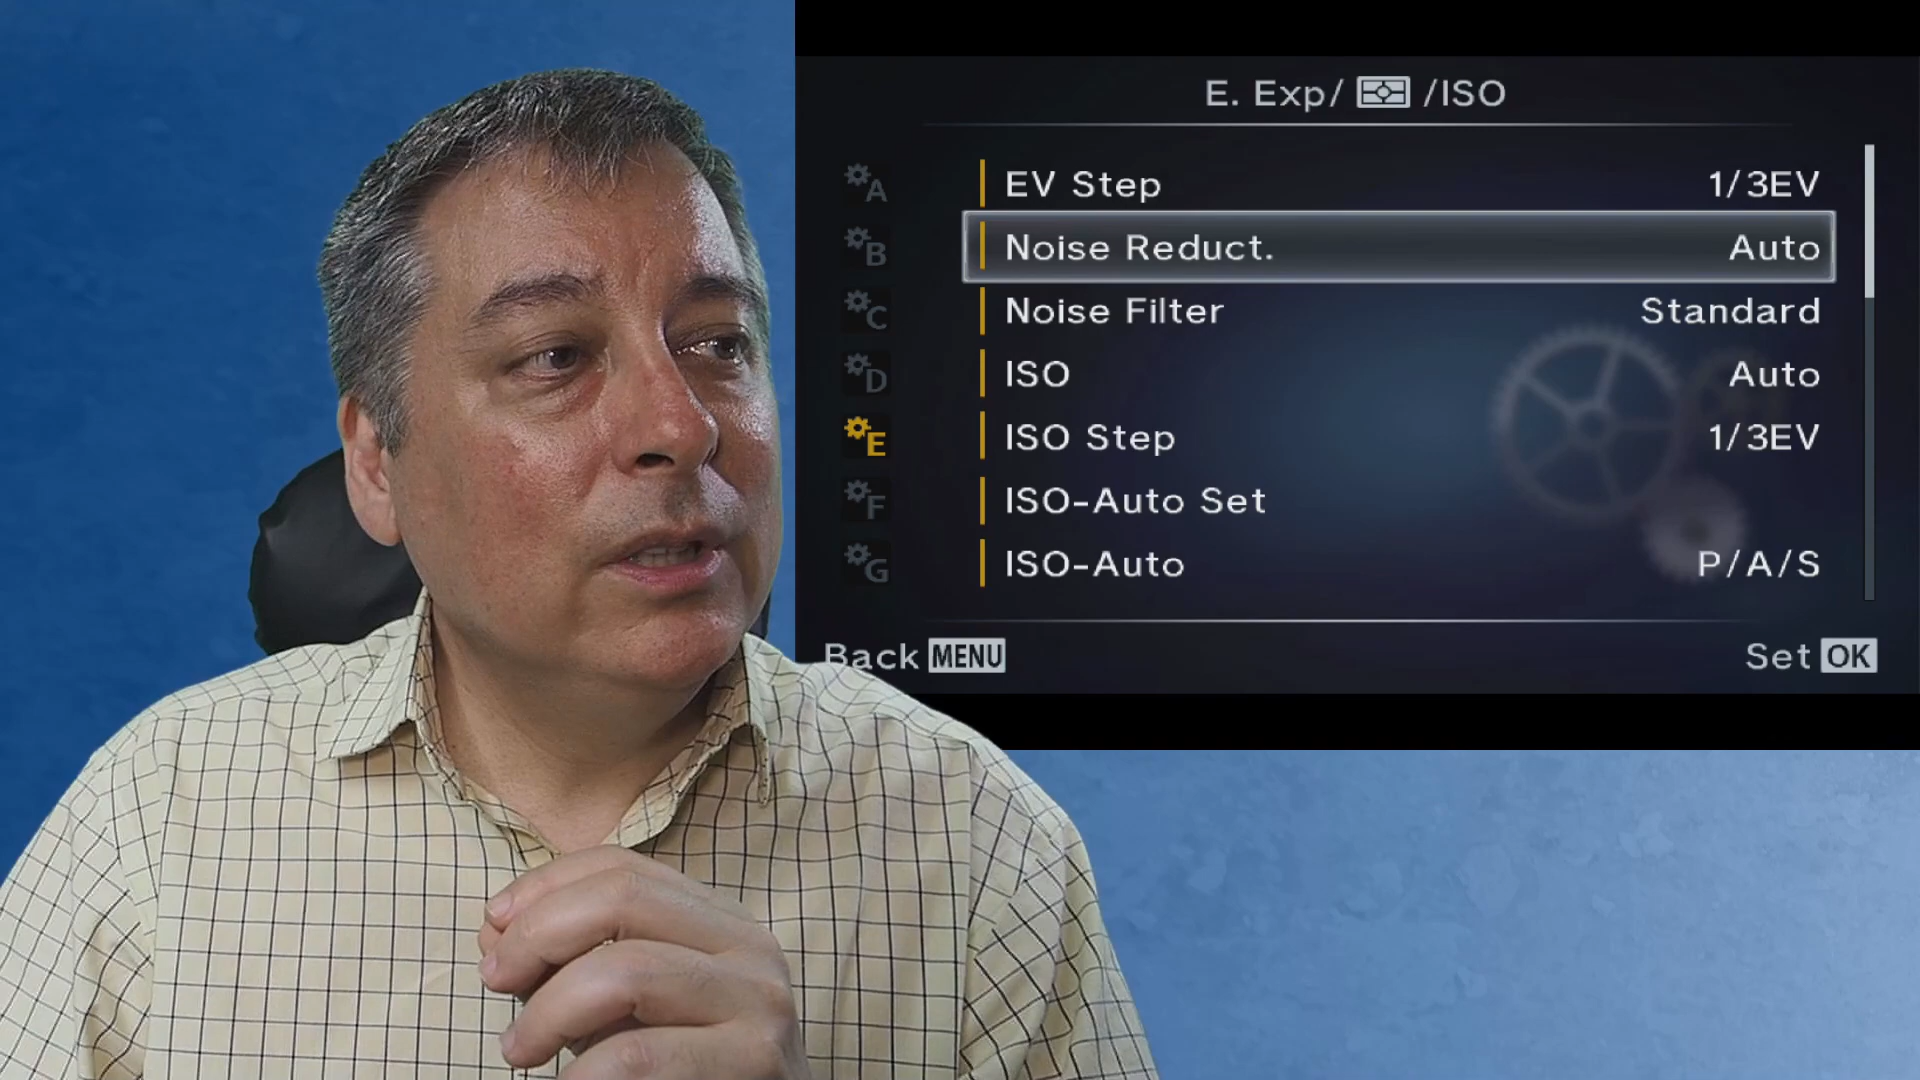 E. Exp/ /ISO
A
EV Step 1/3EV
B
Noise Reduct. Auto
C
Noise Filter Standard
D
ISO Auto
E
ISO Step 1/3EV
F
ISO-Auto Set
G
ISO-Auto P/A/S
Back MENU
Set OK